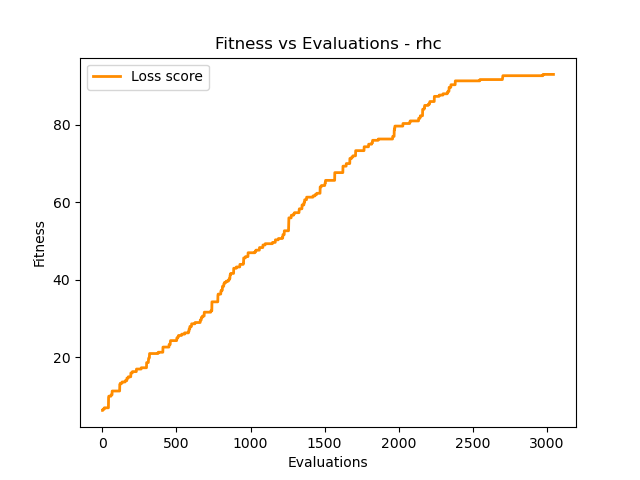 Fitness vs Evaluations - rhc
Loss score
80
60
40
20
Fitness
0 500 1000 1500 2000 2500 3000
Evaluations